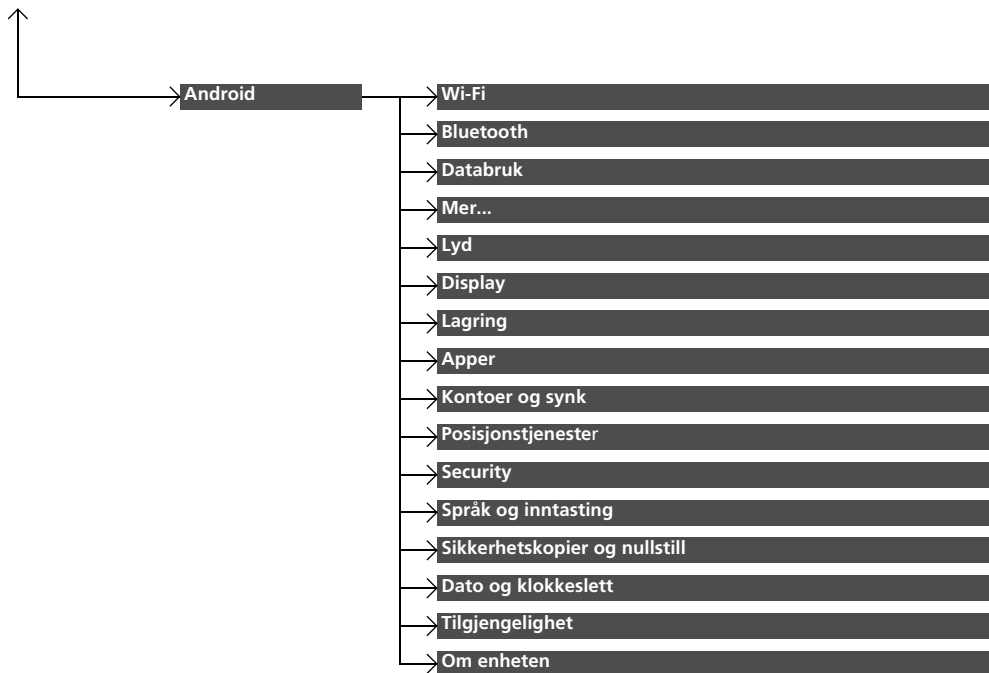 Android
Wi-Fi
Bluetooth
Databruk
Mer...
Lyd
Display
Lagring
Apper
Kontoer og synk
Posisjonstjenester
Security
Språk og inntasting
Sikkerhetskopier og nullstill
Dato og klokkeslett
Tilgjengelighet
Om enheten